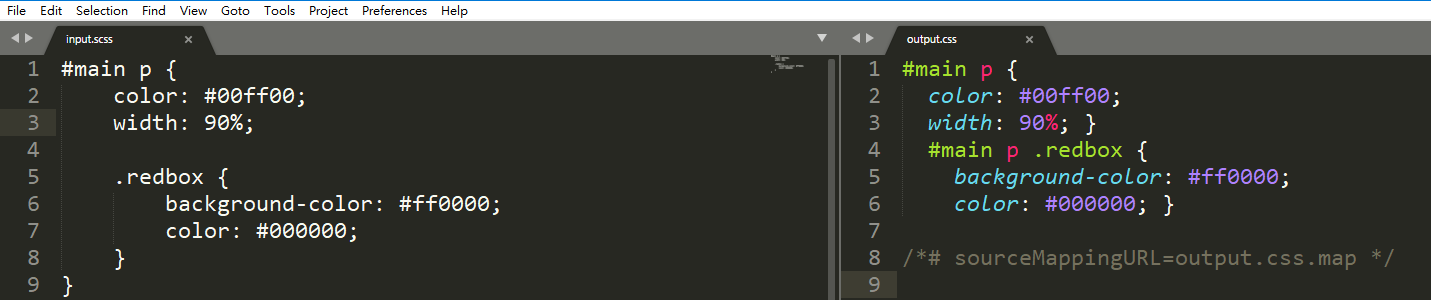 File Edit Selection Find View Goto Tools Project Preferences Help
input.scss ×
1 #main p {
2 color: #00ff00;
3 width: 90%;
4
5 .redbox {
6 background-color: #ff0000;
7 color: #000000;
8 }
9 }
output.css ×
1 #main p {
2 color: #00ff00;
3 width: 90%; }
4 #main p .redbox {
5 background-color: #ff0000;
6 color: #000000; }
7
8 /*# sourceMappingURL=output.css.map */
9